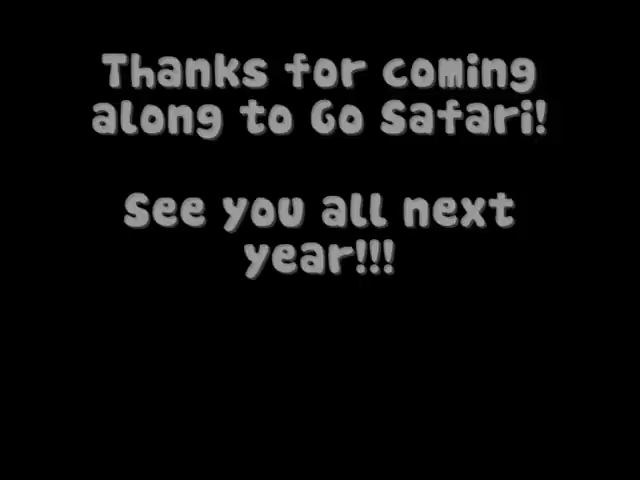 Thanks for coming
along to Go Safari!
See you all next
year!!!